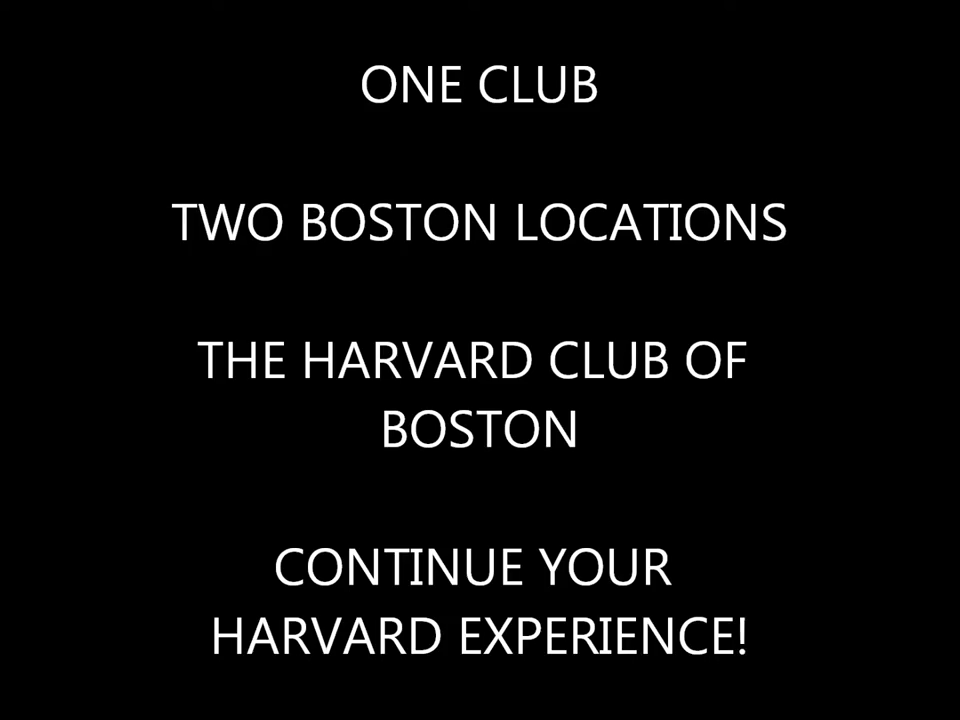 ONE CLUB
TWO BOSTON LOCATIONS
THE HARVARD CLUB OF
BOSTON
CONTINUE YOUR
HARVARD EXPERIENCE!